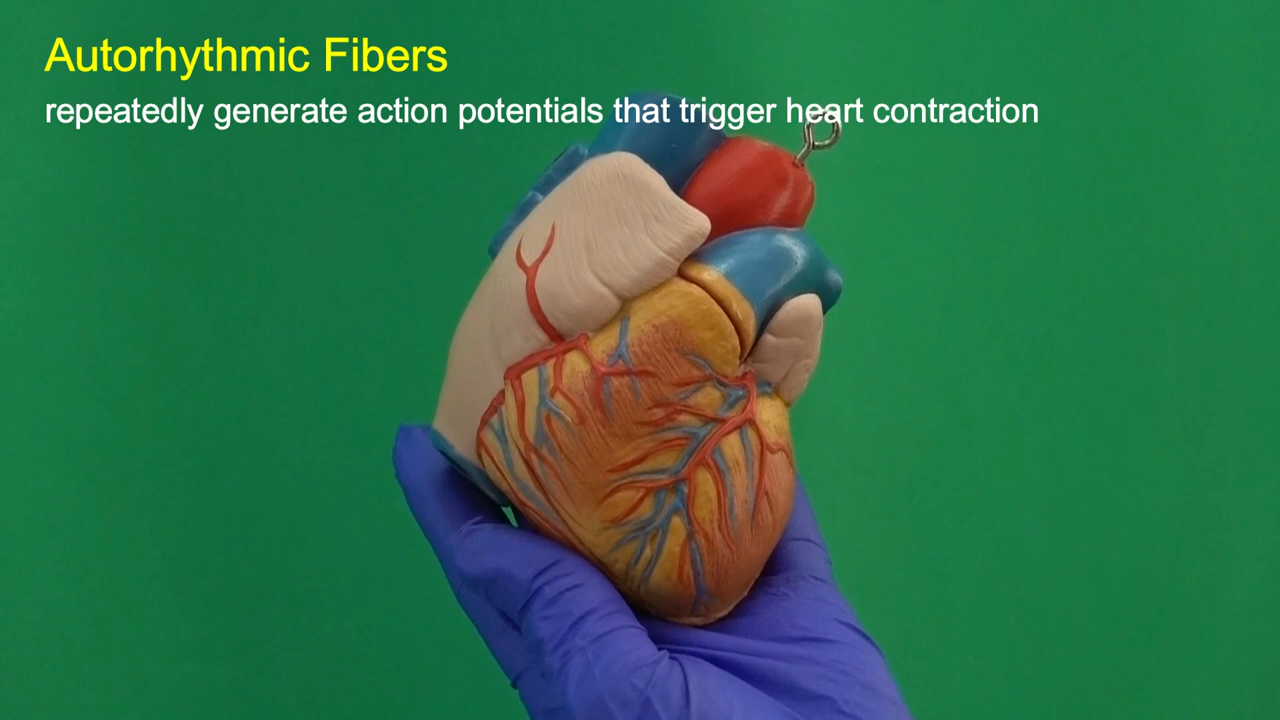 Autorhythmic Fibers
repeatedly generate action potentials that trigger heart contraction